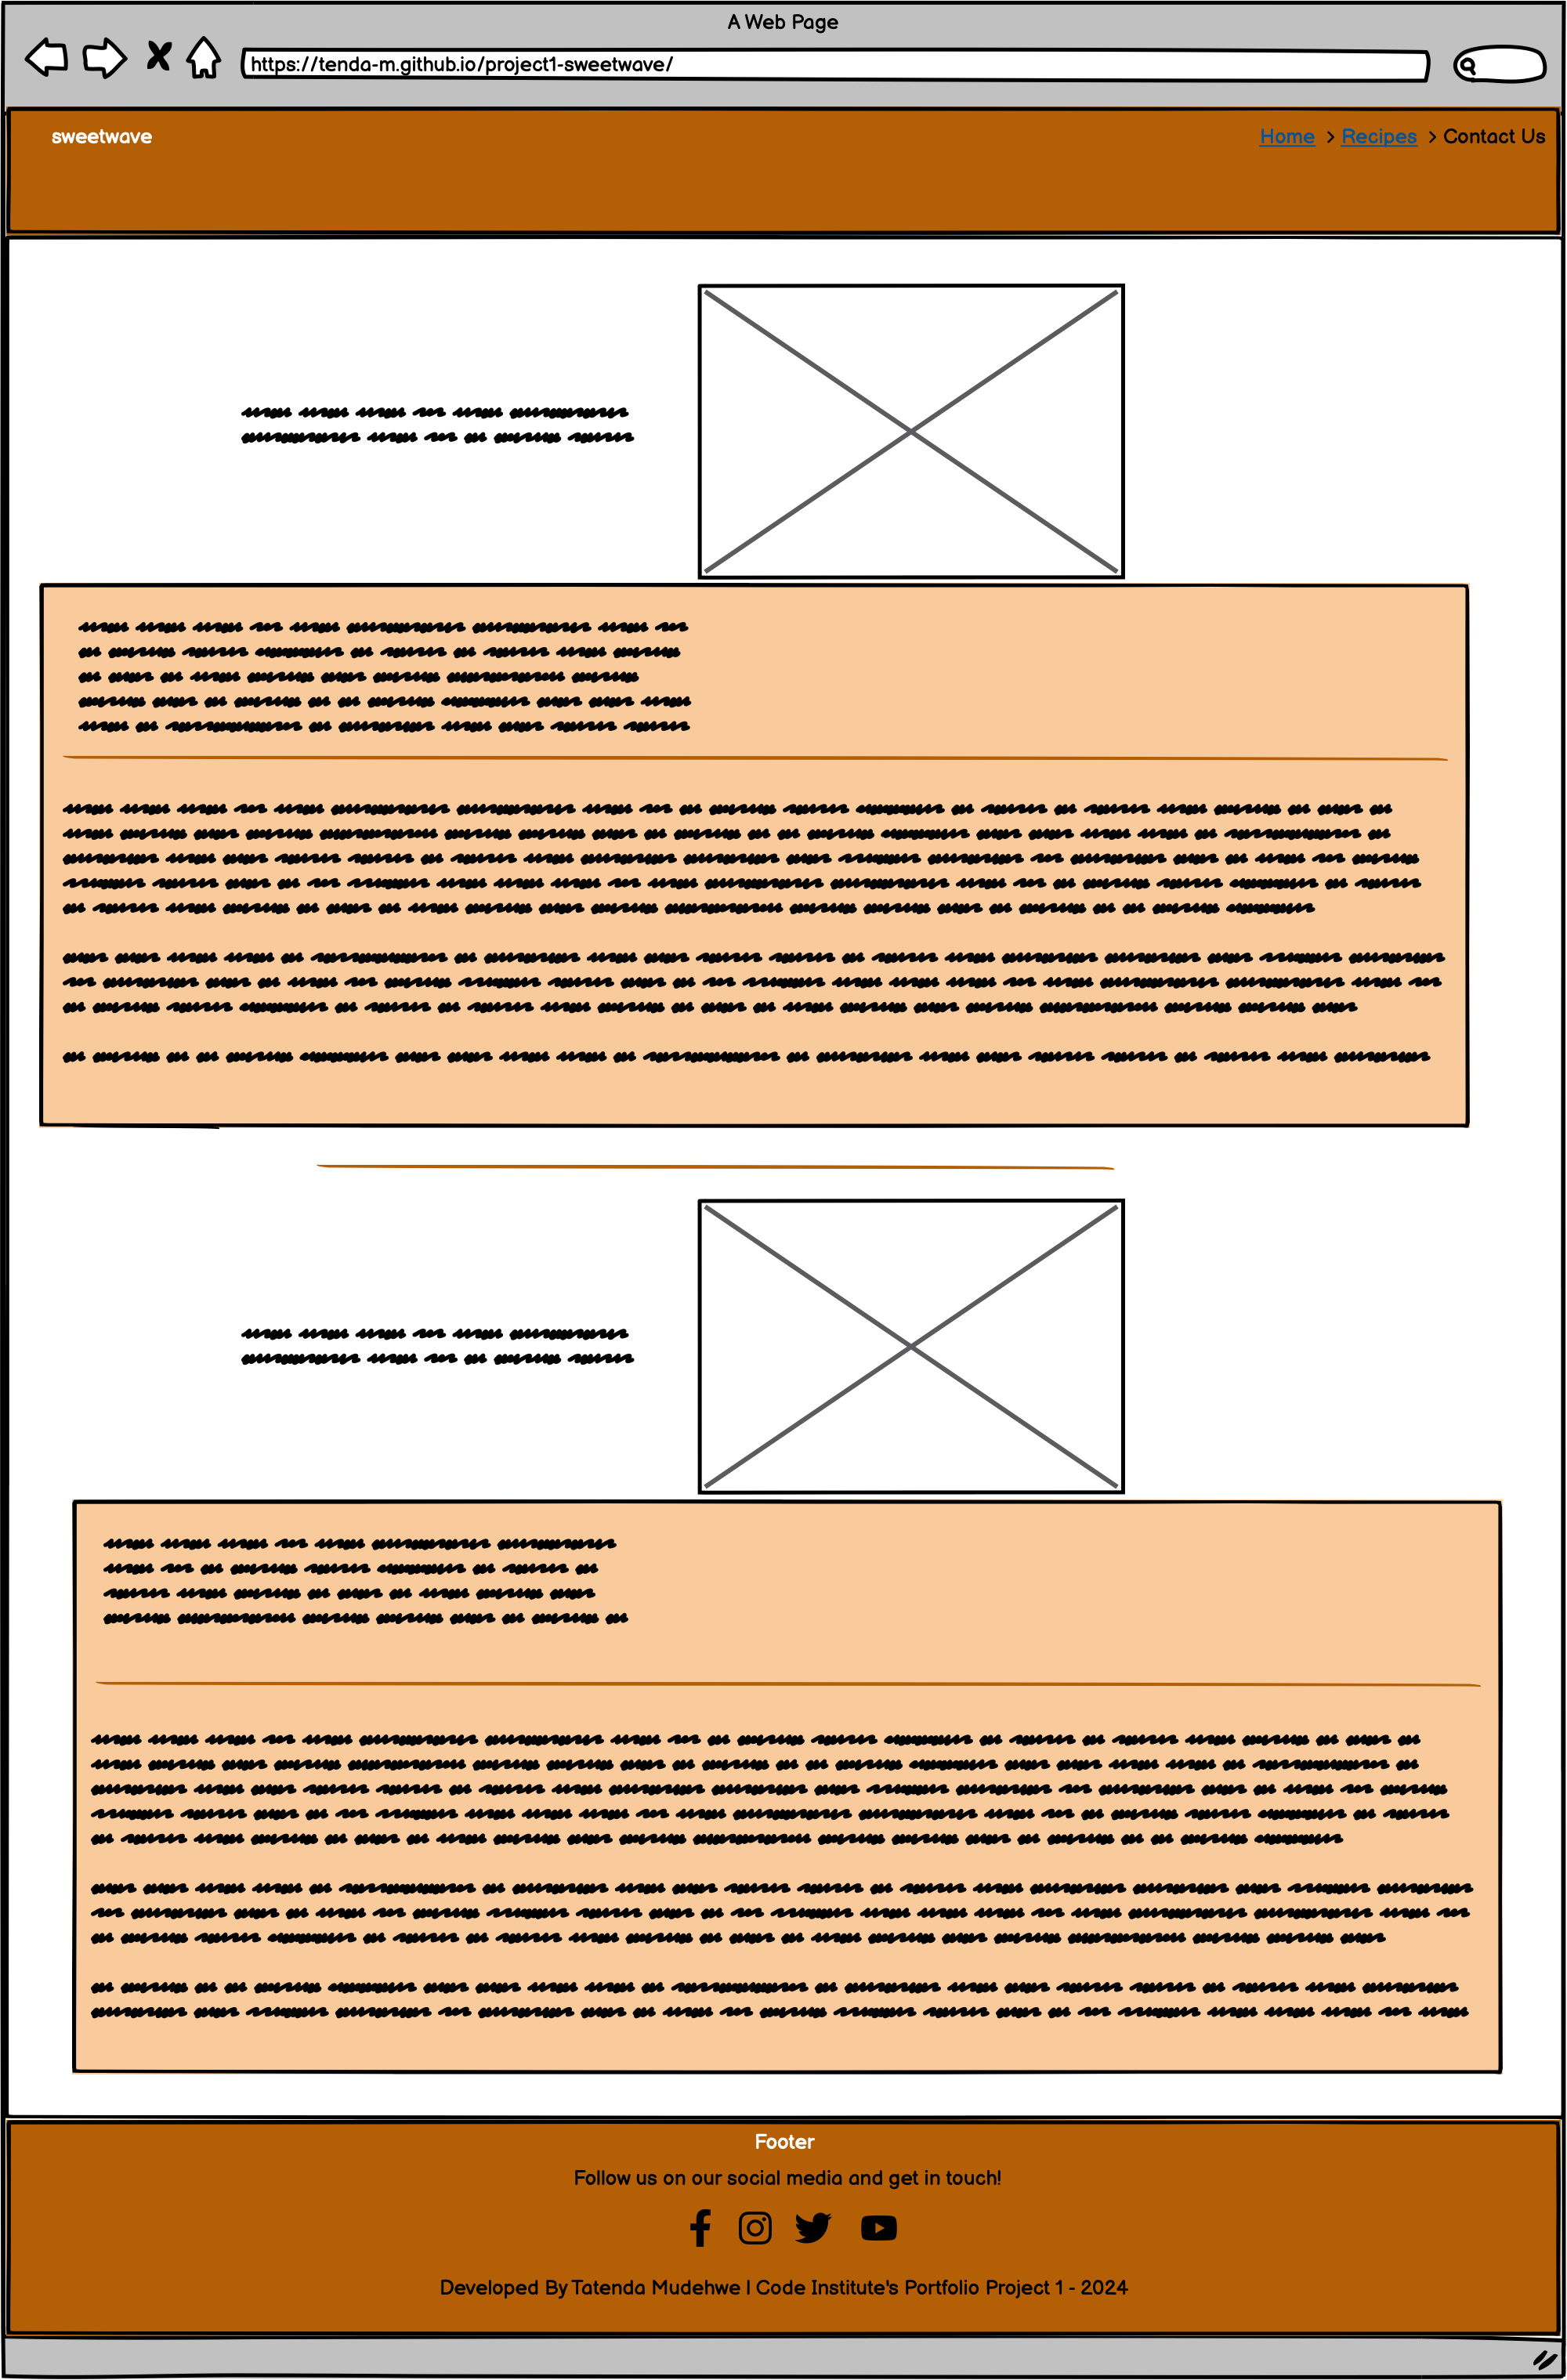 A Web Page
https://tenda-m.github.io/project1-sweetwave/
sweetwave
Home > Recipes > Contact Us
Footer
Follow us on our social media and get in touch!
Developed By Tatenda Mudehwe | Code Institute's Portfolio Project 1 - 2024